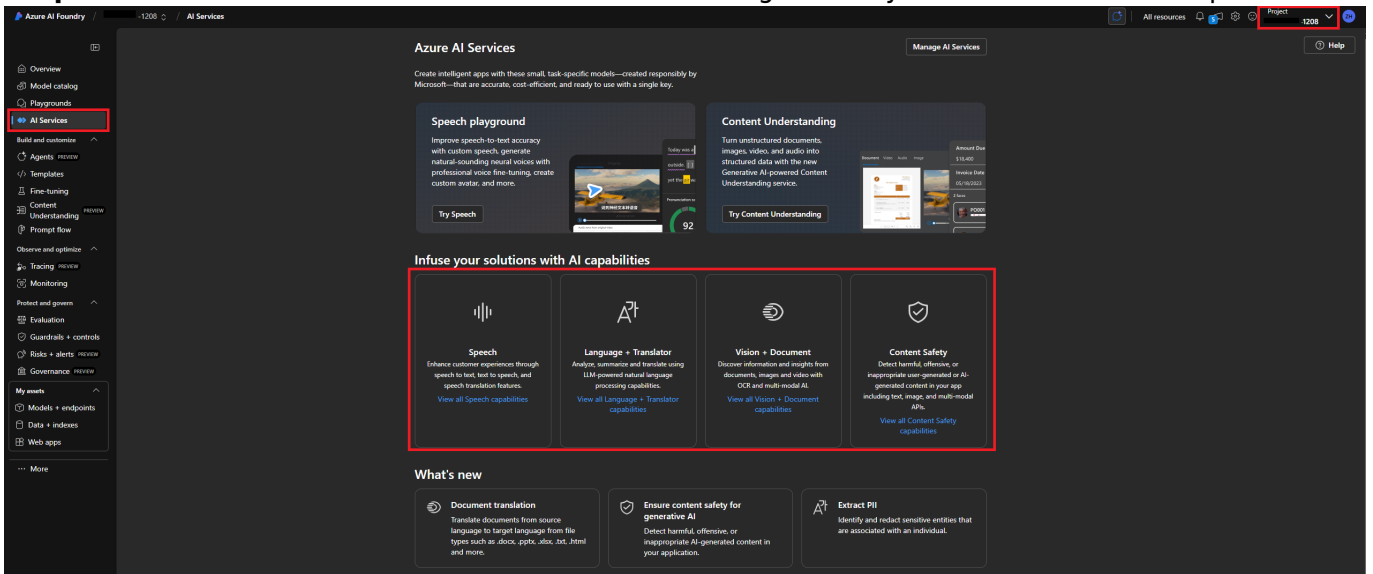 Azure AI Foundry / -1208 / AI Services
All resources
5
Project
-1208
ZH
Help
Overview
Model catalog
Playgrounds
AI Services
Build and customize
Agents PREVIEW
Templates
Fine-tuning
Content
Understanding PREVIEW
Prompt flow
Observe and optimize
Tracing PREVIEW
Monitoring
Protect and govern
Evaluation
Guardrails + controls
Risks + alerts PREVIEW
Governance PREVIEW
My assets
Models + endpoints
Data + indexes
Web apps
··· More
Azure AI Services
Manage AI Services
Create intelligent apps with these small, task-specific models—created responsibly by
Microsoft—that are accurate, cost-efficient, and ready to use with a single key.
Speech playground
Improve speech-to-text accuracy
with custom speech, generate
natural-sounding neural voices with
professional voice fine-tuning, create
custom avatar, and more.
Try Speech
Today was a
outside
yet the
92
Content Understanding
Turn unstructured documents,
images, video, and audio into
structured data with the new
Generative AI-powered Content
Understanding service.
Try Content Understanding
Document Video Audio Image
Amount Due
$18,480
Invoice Date
05/18/2023
PO001
Infuse your solutions with AI capabilities
Speech
Enhance customer experiences through
speech to text, text to speech, and
speech translation features.
View all Speech capabilities
Language + Translator
Analyze, summarize and translate using
LLM-powered natural language
processing capabilities.
View all Language + Translator
capabilities
Vision + Document
Discover information and insights from
documents, images and video with
OCR and multi-modal AI.
View all Vision + Document
capabilities
Content Safety
Detect harmful, offensive, or
inappropriate user-generated or AI-
generated content in your app
including text, image, and multi-modal
APIs.
View all Content Safety
capabilities
What's new
Document translation
Translate documents from source
language to target language from file
types such as .docx, .pptx, .xlsx, .txt, .html
and more.
Ensure content safety for
generative AI
Detect harmful, offensive, or
inappropriate AI-generated content in
your application.
Extract PII
Identify and redact sensitive entities that
are associated with an individual.